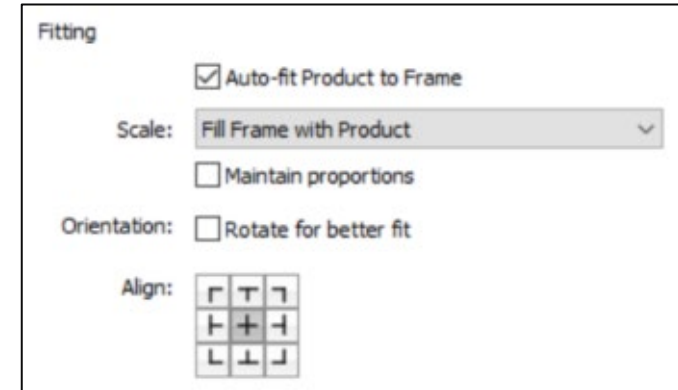 Fitting
Auto-fit Product to Frame
Scale: Fill Frame with Product
Maintain proportions
Orientation: Rotate for better fit
Align: